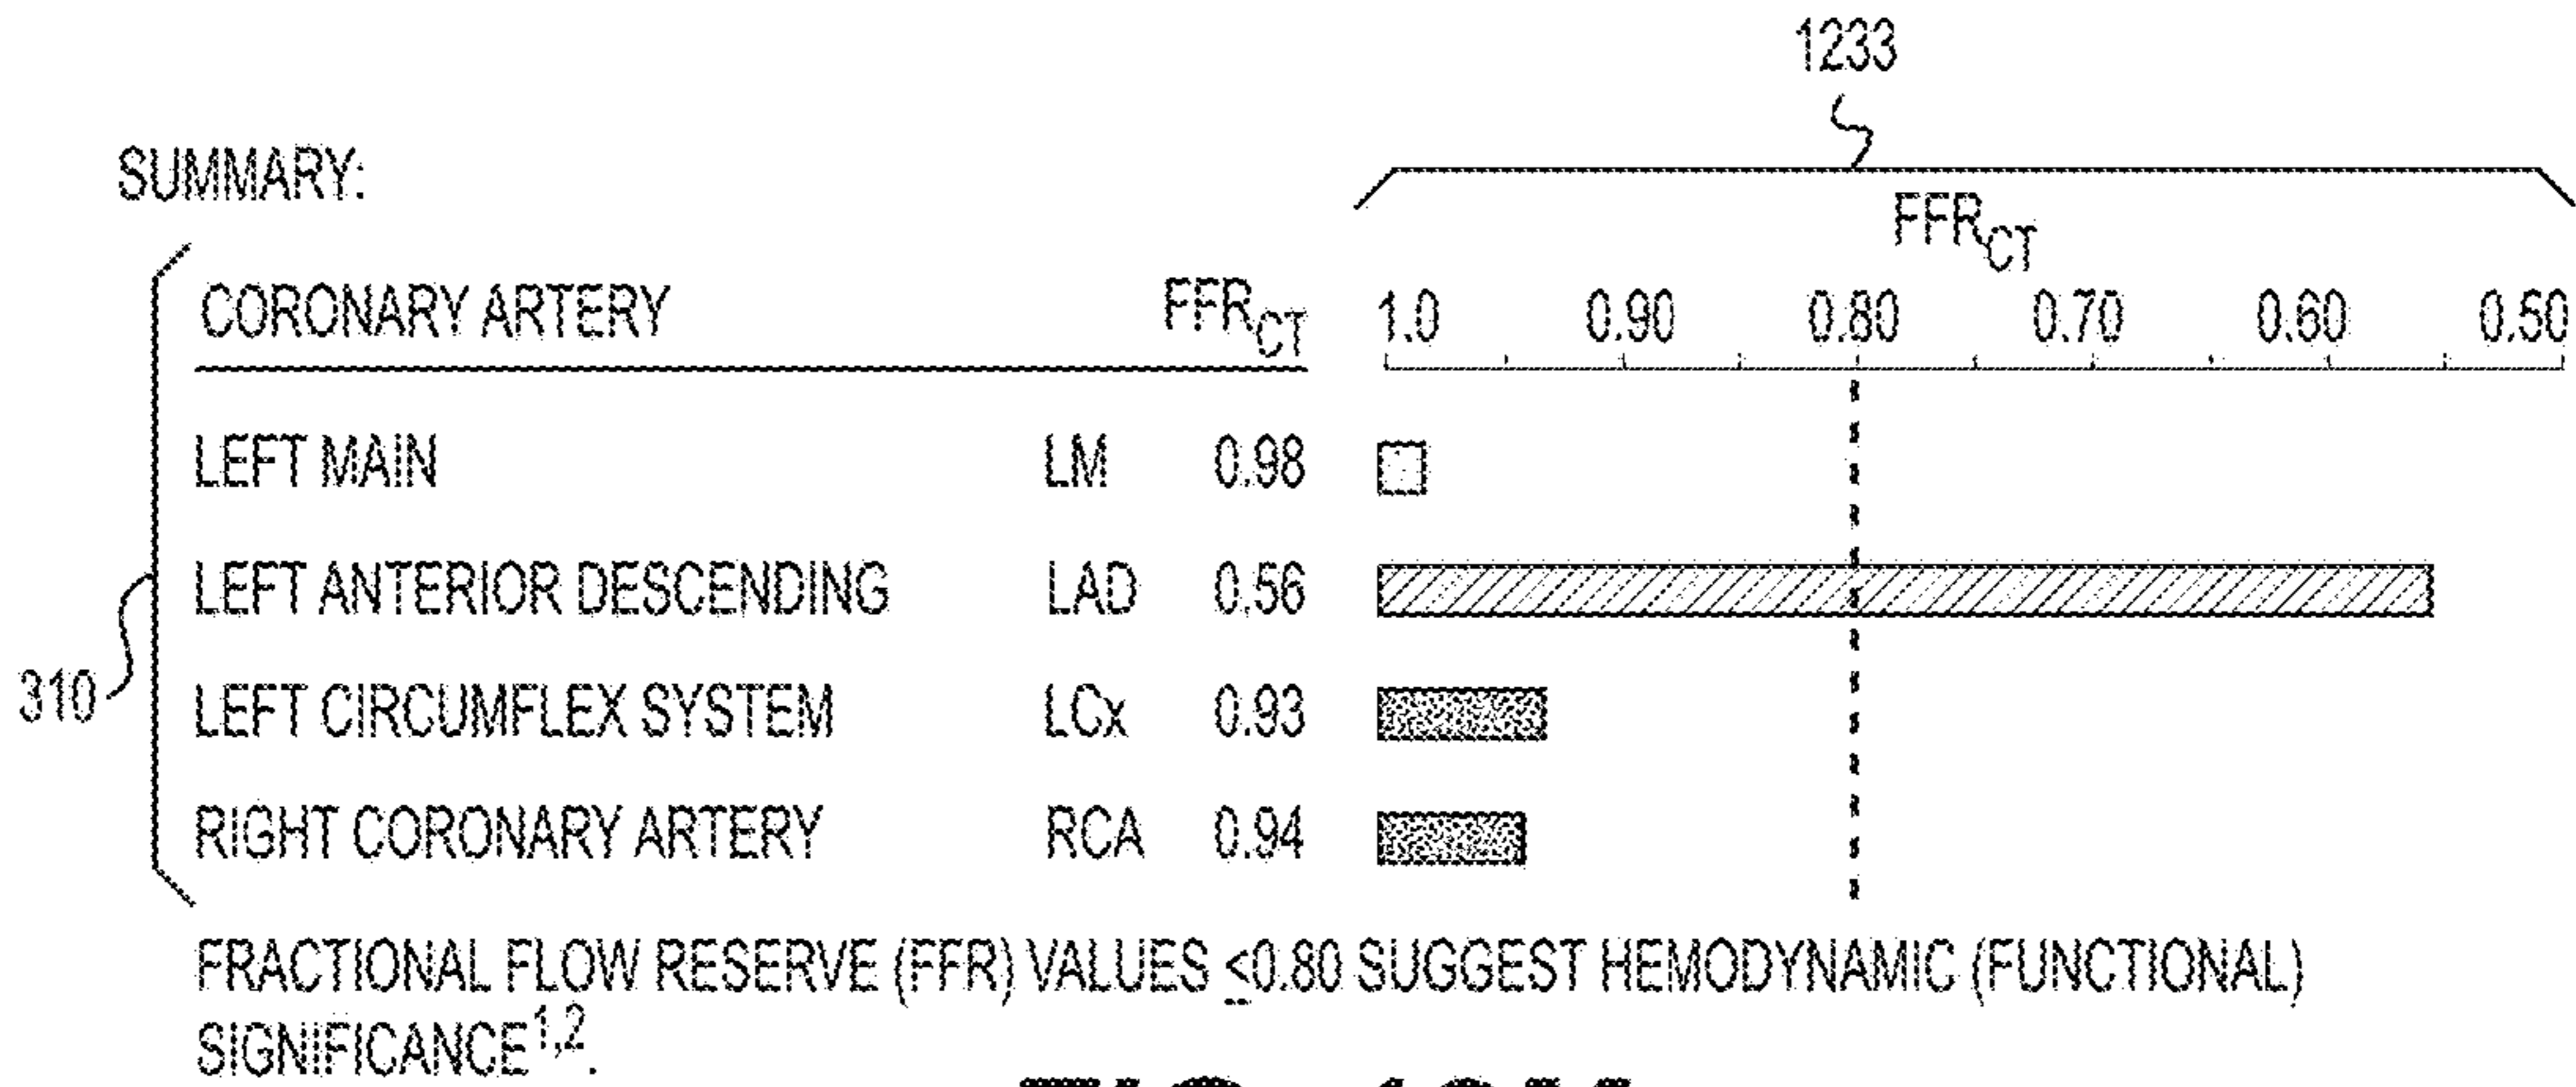 1233
SUMMARY:
FFRCT
CORONARY ARTERY FFRCT 1.0 0.90 0.80 0.70 0.60 0.50
LEFT MAIN LM 0.98
LEFT ANTERIOR DESCENDING LAD 0.56
310
LEFT CIRCUMFLEX SYSTEM LCx 0.93
RIGHT CORONARY ARTERY RCA 0.94
FRACTIONAL FLOW RESERVE (FFR) VALUES ≤0.80 SUGGEST HEMODYNAMIC (FUNCTIONAL)
SIGNIFICANCE1,2.